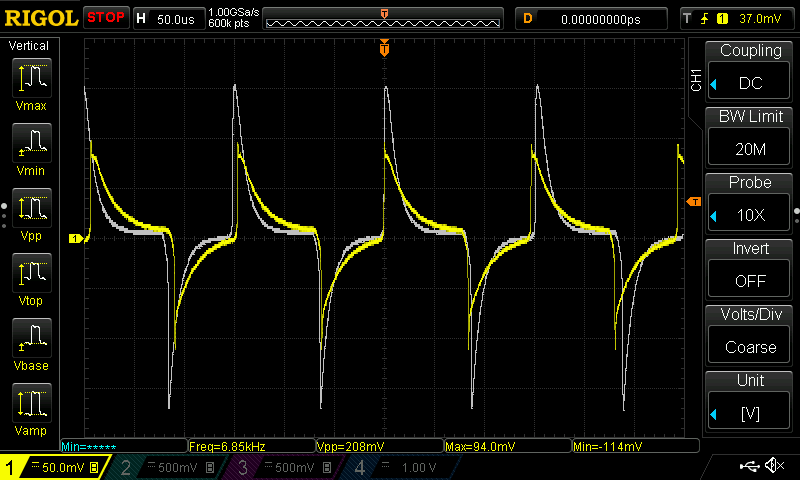 RIGOL STOP H 50.0us 1.00GSa/s 600k pts T D 0.00000000ps T 1 37.0mV
Vertical
Vmax
Vmin
Vpp
Vtop
Vbase
Vamp
T
1
T
CH1
Coupling
DC
BW Limit
20M
Probe
10X
Invert
OFF
Volts/Div
Coarse
Unit
[V]
Min=***** Freq=6.85kHz Vpp=208mV Max=94.0mV Min=-114mV
1 50.0mV B 2 500mV B 3 500mV B 4 1.00 V